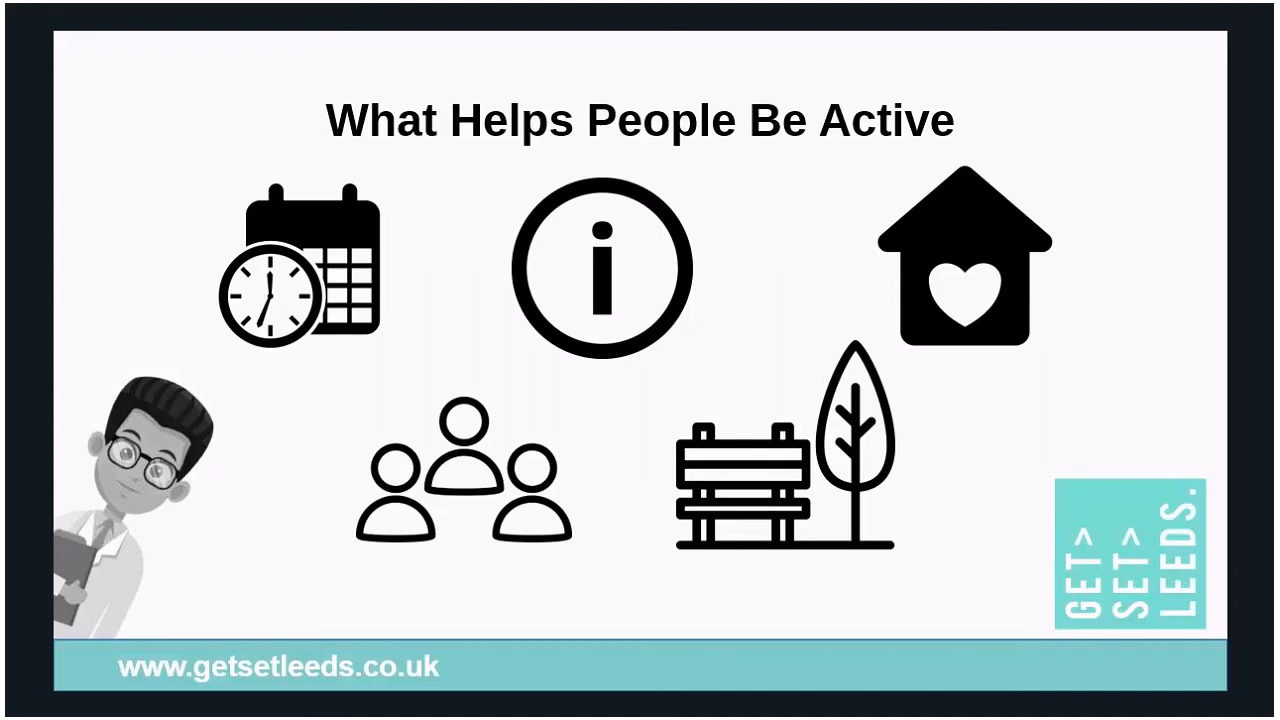 What Helps People Be Active
i
GET>
SET>
LEEDS.
www.getsetleeds.co.uk